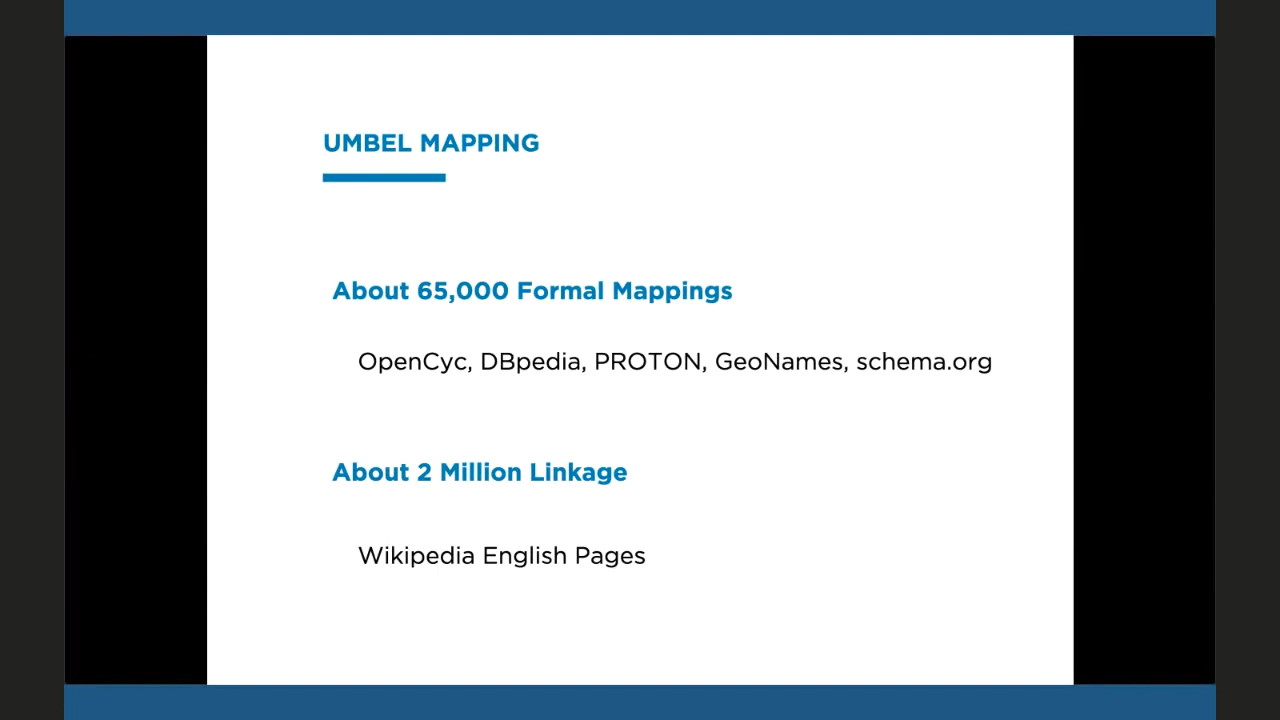 UMBEL MAPPING
About 65,000 Formal Mappings
OpenCyc, DBpedia, PROTON, GeoNames, schema.org
About 2 Million Linkage
Wikipedia English Pages